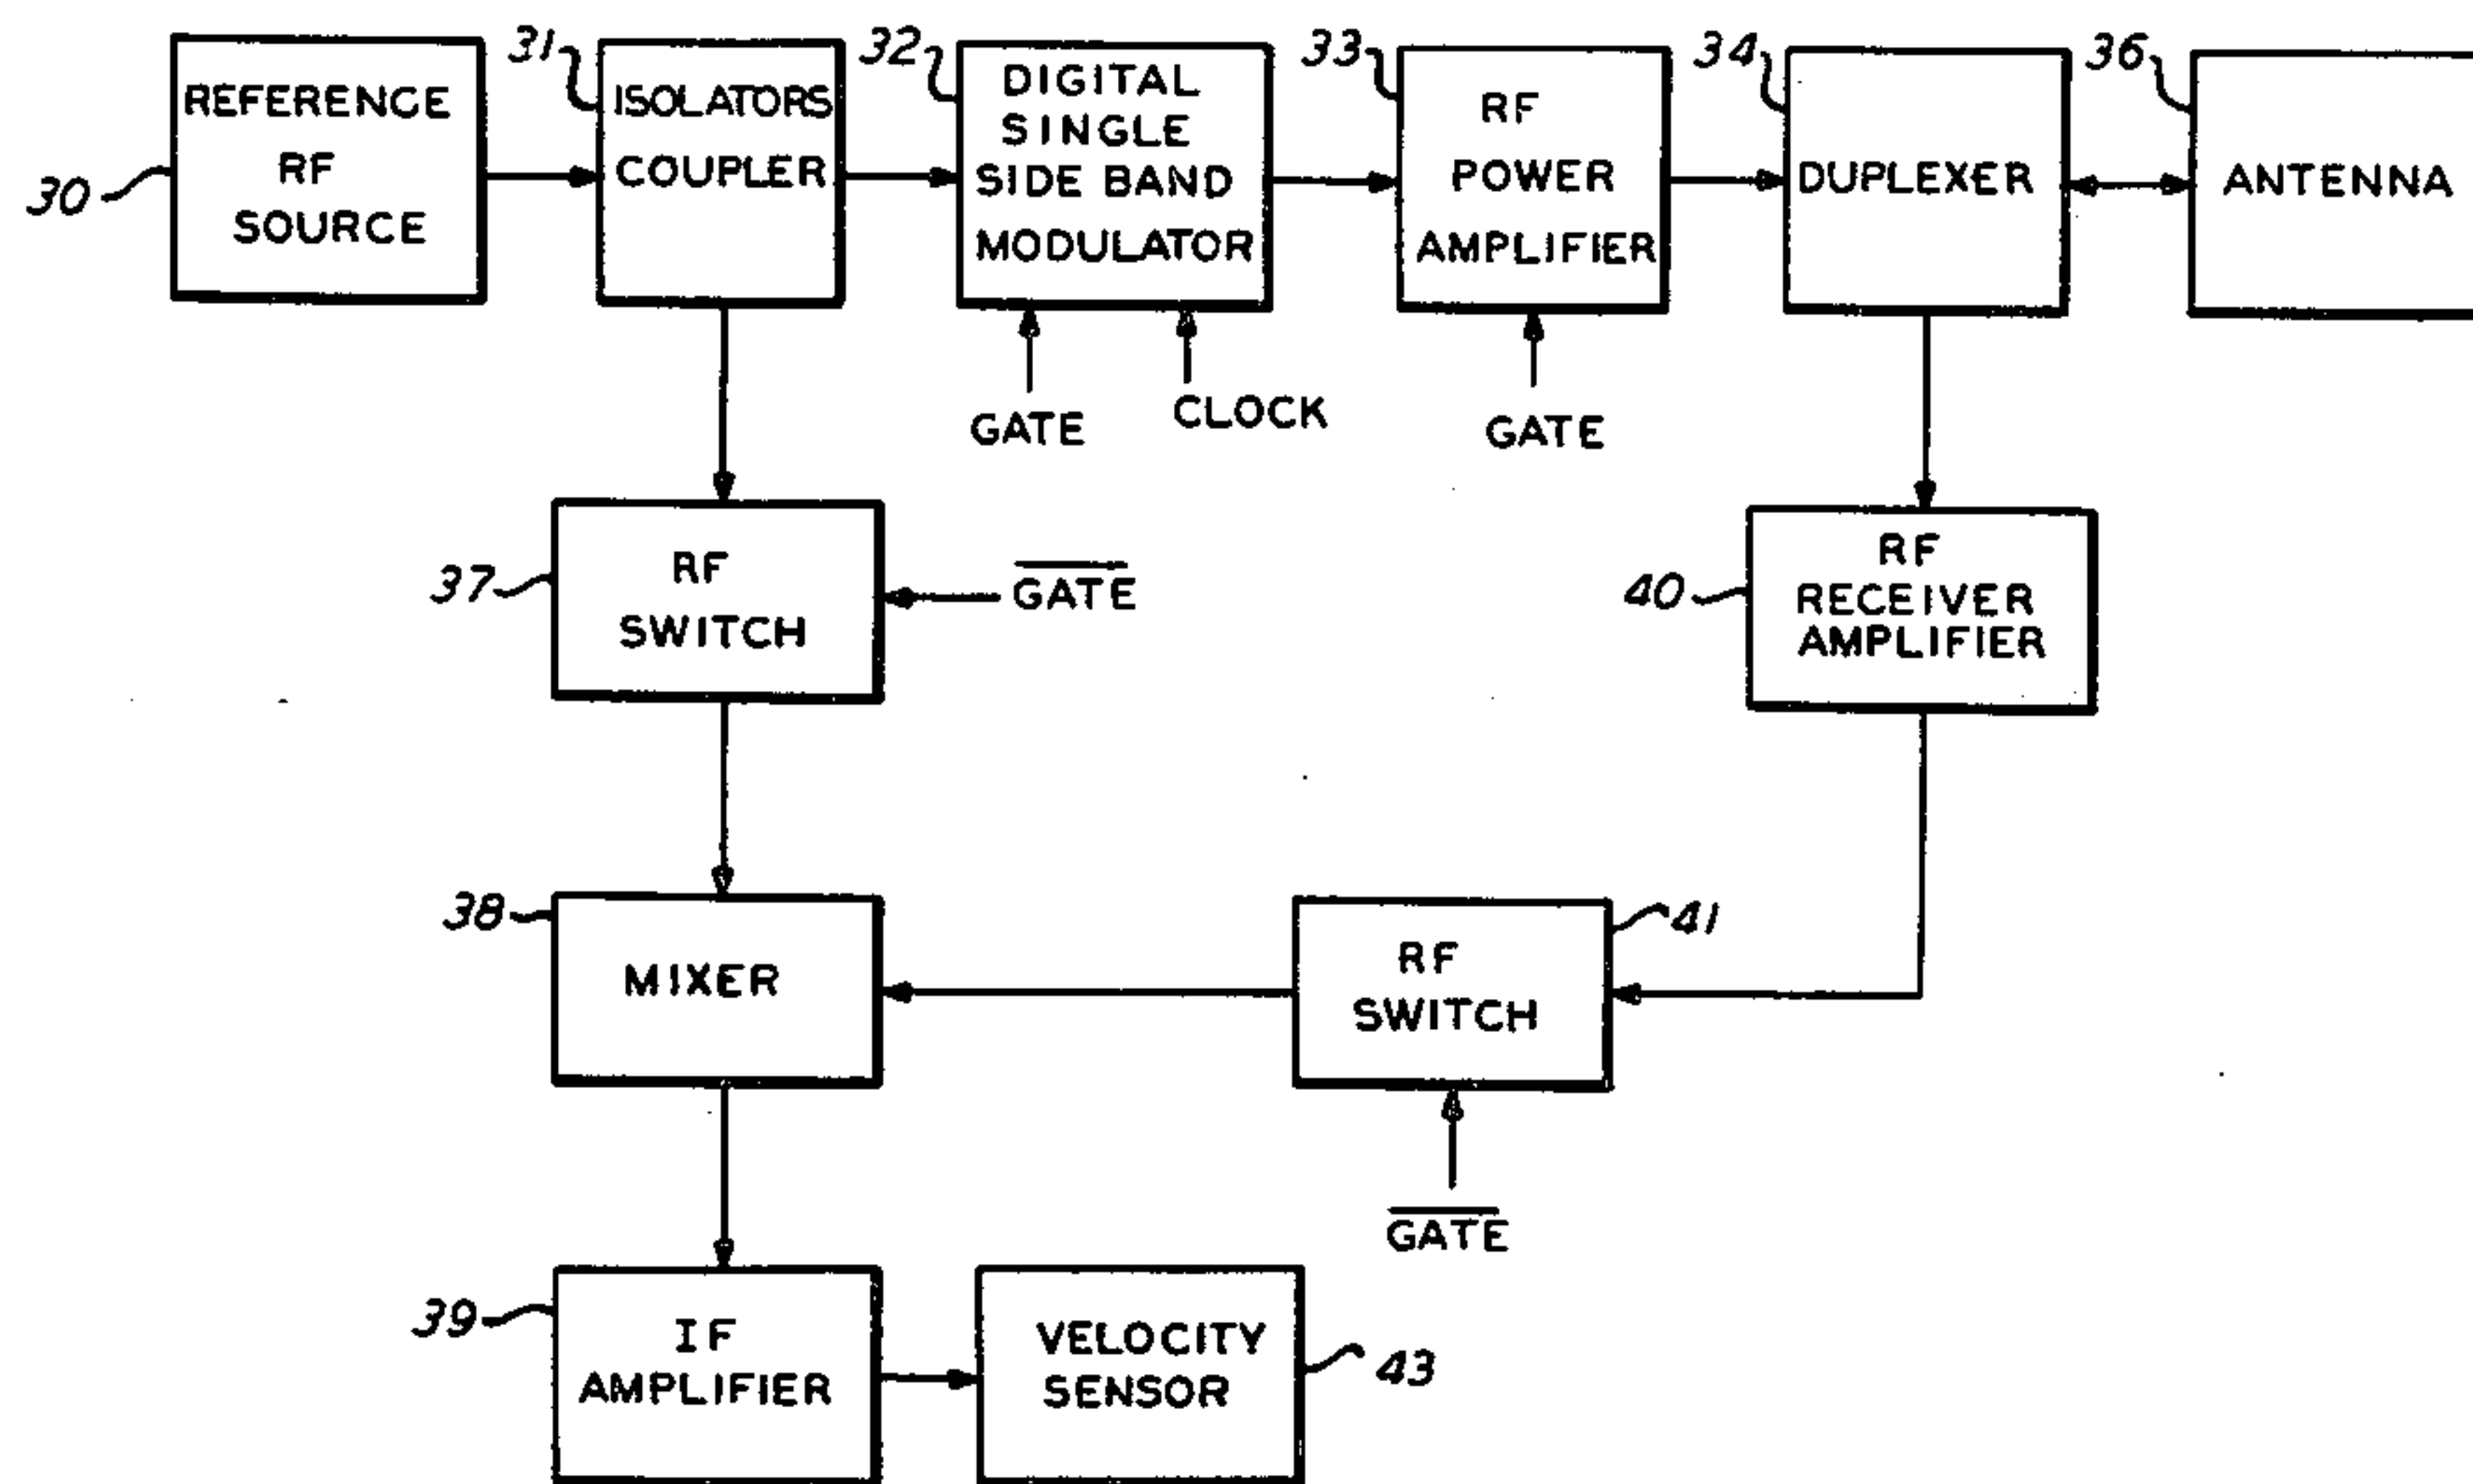 30
REFERENCE
RF
SOURCE
31
ISOLATORS
COUPLER
32
DIGITAL
SINGLE
SIDE BAND
MODULATOR
33
RF
POWER
AMPLIFIER
34
DUPLEXER
36
ANTENNA
GATE
CLOCK
GATE
37
RF
SWITCH
GATE
40
RF
RECEIVER
AMPLIFIER
38
MIXER
RF
SWITCH
41
GATE
39
IF
AMPLIFIER
VELOCITY
SENSOR
43